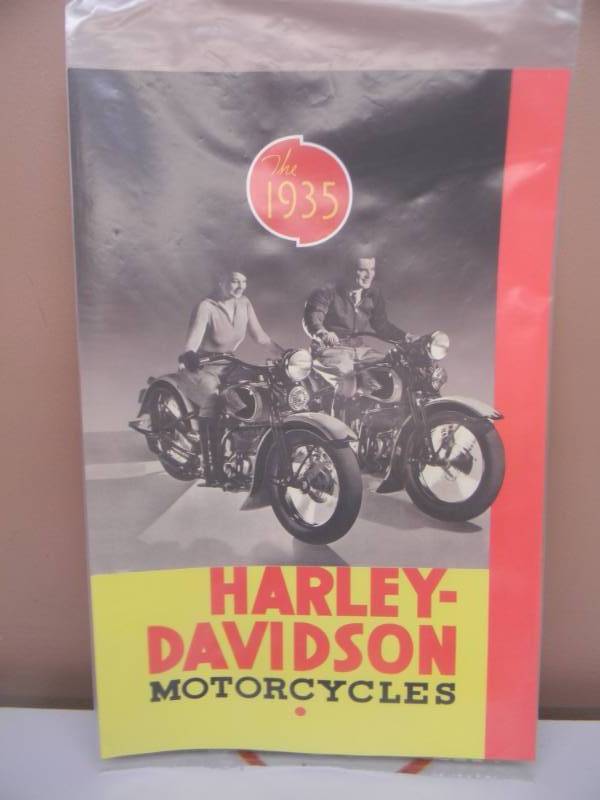 The
1935
HARLEY-
DAVIDSON
MOTORCYCLES